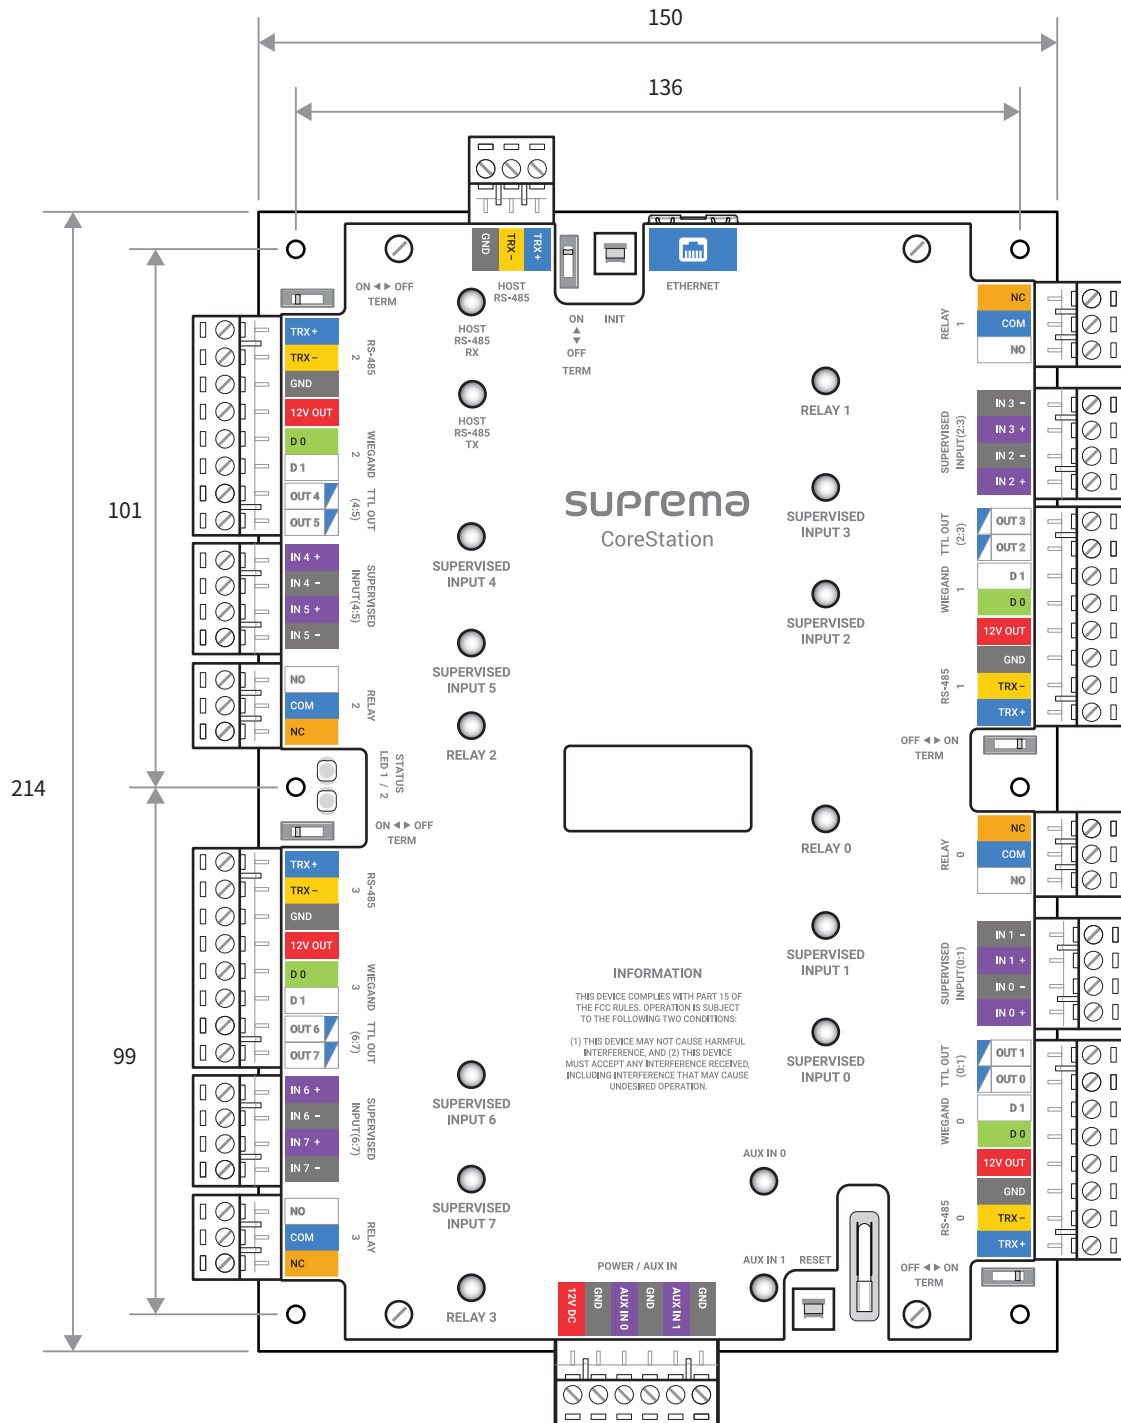 150
136
214
101
99
GND
TRX −
TRX+
HOST
RS-485
ON
OFF
TERM
INIT
ETHERNET
ON ◄ ► OFF
TERM
HOST
RS-485
RX
HOST
RS-485
TX
TRX+
TRX −
GND
RS-485
2
12V OUT
D 0
D 1
WIEGAND
2
OUT 4
OUT 5
TTL OUT
(4:5)
IN 4 +
IN 4 −
IN 5 +
IN 5 −
SUPERVISED
INPUT(4:5)
NO
COM
NC
RELAY
2
STATUS
LED 1 / 2
ON ◄ ► OFF
TERM
TRX+
TRX −
GND
RS-485
3
12V OUT
D 0
D 1
WIEGAND
3
OUT 6
OUT 7
TTL OUT
(6:7)
IN 6 +
IN 6 −
IN 7 +
IN 7 −
SUPERVISED
INPUT(6:7)
NO
COM
NC
RELAY
3
SUPERVISED
INPUT 4
SUPERVISED
INPUT 5
RELAY 2
SUPERVISED
INPUT 6
SUPERVISED
INPUT 7
RELAY 3
suprema
CoreStation
RELAY 1
SUPERVISED
INPUT 3
SUPERVISED
INPUT 2
RELAY 0
SUPERVISED
INPUT 1
SUPERVISED
INPUT 0
INFORMATION
THIS DEVICE COMPLIES WITH PART 15 OF
THE FCC RULES. OPERATION IS SUBJECT
TO THE FOLLOWING TWO CONDITIONS:
(1) THIS DEVICE MAY NOT CAUSE HARMFUL
INTERFERENCE, AND (2) THIS DEVICE
MUST ACCEPT ANY INTERFERENCE RECEIVED,
INCLUDING INTERFERENCE THAT MAY CAUSE
UNDESIRED OPERATION.
AUX IN 0
AUX IN 1
RESET
POWER / AUX IN
12V DC
GND
AUX IN 0
GND
AUX IN 1
GND
RELAY
1
NC
COM
NO
SUPERVISED
INPUT(2:3)
IN 3 −
IN 3 +
IN 2 −
IN 2 +
TTL OUT
(2:3)
OUT 3
OUT 2
WIEGAND
1
D 1
D 0
12V OUT
RS-485
1
GND
TRX −
TRX+
OFF ◄ ► ON
TERM
RELAY
0
NC
COM
NO
SUPERVISED
INPUT(0:1)
IN 1 −
IN 1 +
IN 0 −
IN 0 +
TTL OUT
(0:1)
OUT 1
OUT 0
WIEGAND
0
D 1
D 0
12V OUT
RS-485
0
GND
TRX −
TRX+
OFF ◄ ► ON
TERM